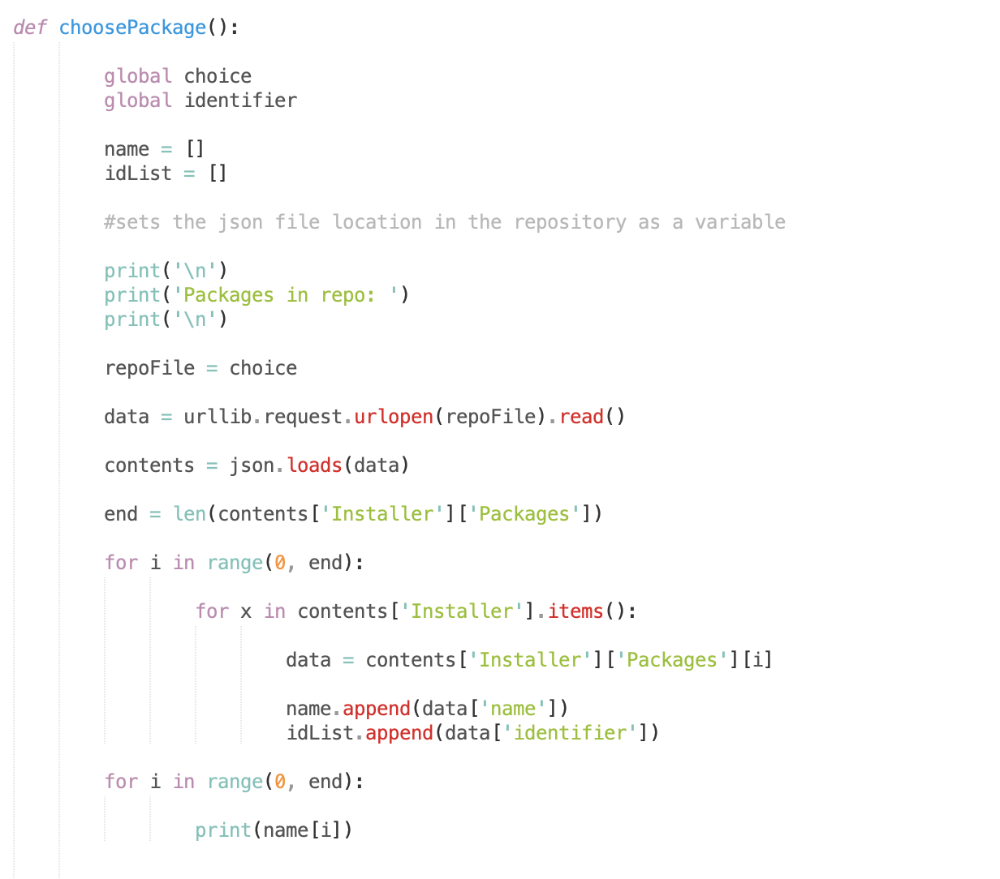 def choosePackage():
global choice
global identifier
name = []
idList = []
#sets the json file location in the repository as a variable
print('\n')
print('Packages in repo: ')
print('\n')
repoFile = choice
data = urllib.request.urlopen(repoFile).read()
contents = json.loads(data)
end = len(contents['Installer']['Packages'])
for i in range(0, end):
for x in contents['Installer'].items():
data = contents['Installer']['Packages'][i]
name.append(data['name'])
idList.append(data['identifier'])
for i in range(0, end):
print(name[i])